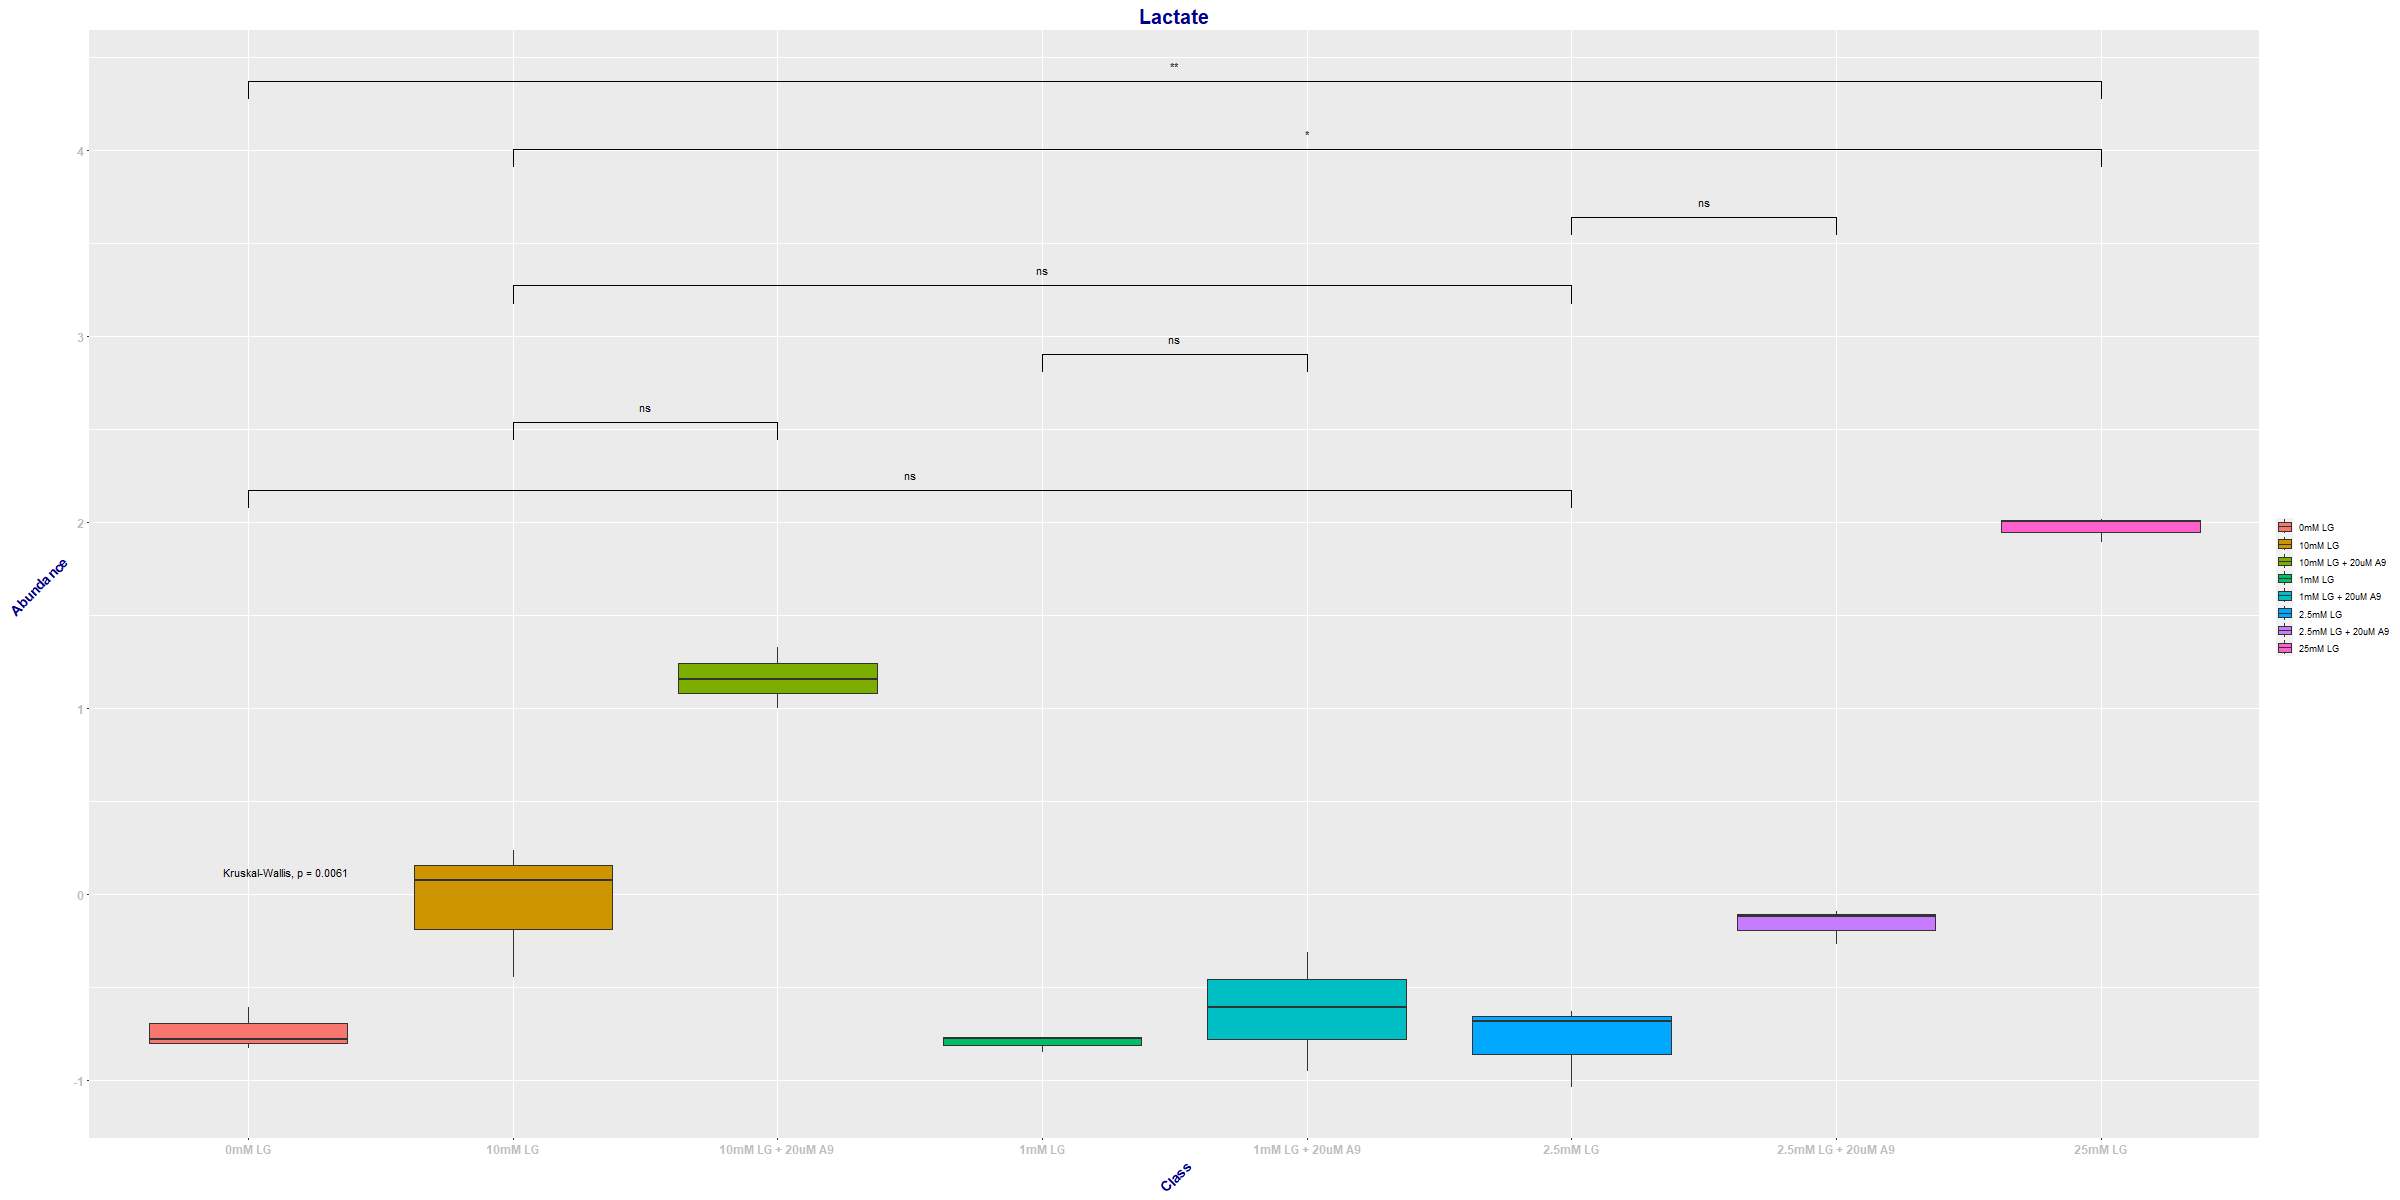 Lactate
**
*
ns
ns
ns
ns
ns
Kruskal-Wallis, p = 0.0061
4
3
2
1
0
-1
Abundance
0mM LG
10mM LG
10mM LG + 20uM A9
1mM LG
1mM LG + 20uM A9
2.5mM LG
2.5mM LG + 20uM A9
25mM LG
Class
0mM LG
10mM LG
10mM LG + 20uM A9
1mM LG
1mM LG + 20uM A9
2.5mM LG
2.5mM LG + 20uM A9
25mM LG